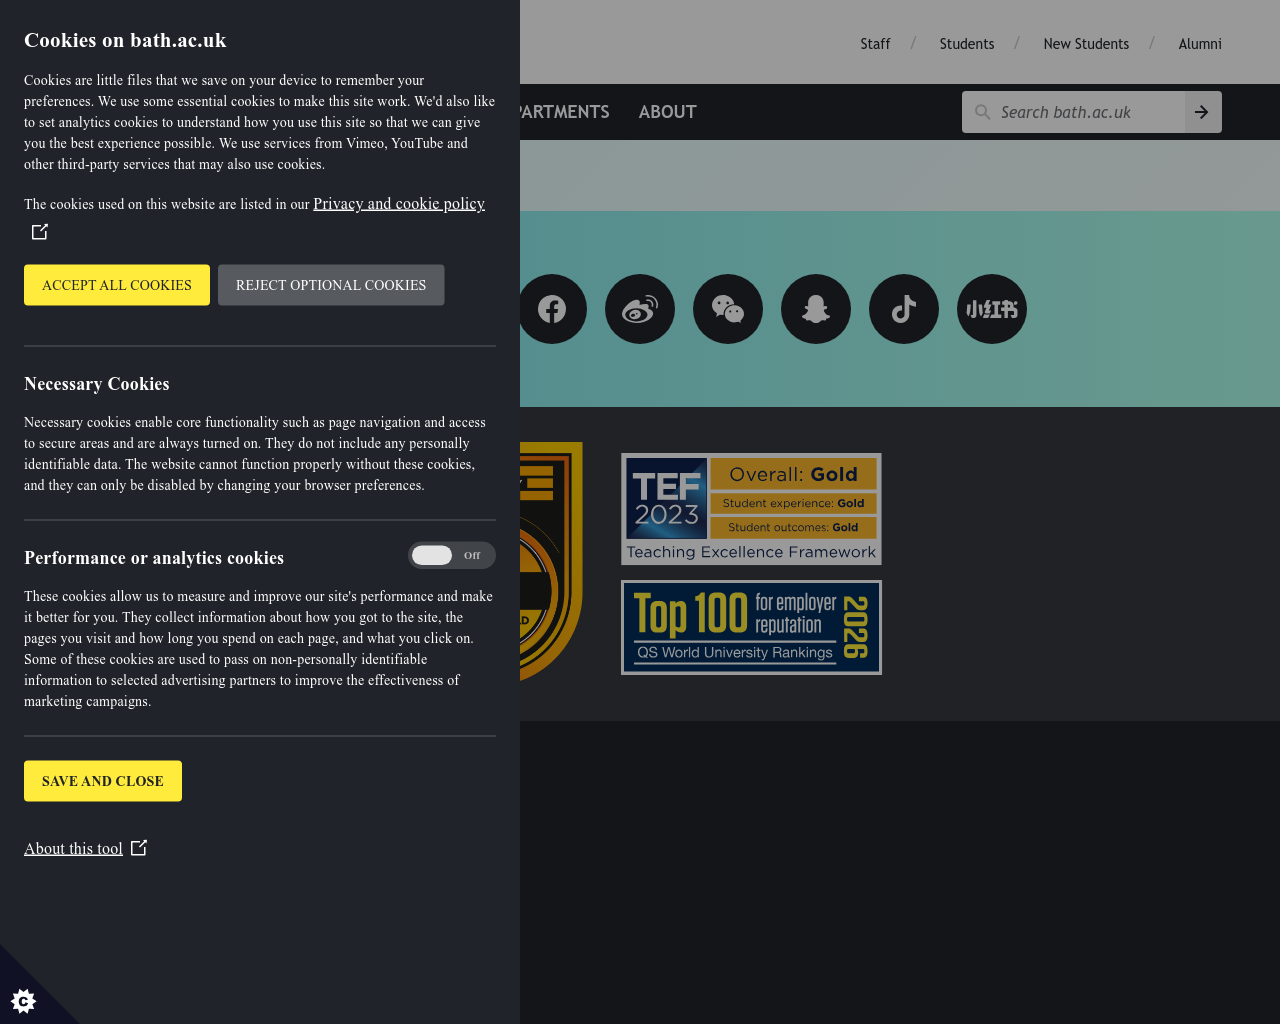 Cookies on bath.ac.uk
Cookies are little files that we save on your device to remember your
preferences. We use some essential cookies to make this site work. We'd also like
to set analytics cookies to understand how you use this site so that we can give
you the best experience possible. We use services from Vimeo, YouTube and
other third-party services that may also use cookies.
The cookies used on this website are listed in our Privacy and cookie policy
ACCEPT ALL COOKIES
REJECT OPTIONAL COOKIES
Necessary Cookies
Necessary cookies enable core functionality such as page navigation and access
to secure areas and are always turned on. They do not include any personally
identifiable data. The website cannot function properly without these cookies,
and they can only be disabled by changing your browser preferences.
Performance or analytics cookies
Off
These cookies allow us to measure and improve our site's performance and make
it better for you. They collect information about how you got to the site, the
pages you visit and how long you spend on each page, and what you click on.
Some of these cookies are used to pass on non-personally identifiable
information to selected advertising partners to improve the effectiveness of
marketing campaigns.
SAVE AND CLOSE
About this tool
C
Staff / Students / New Students / Alumni
PARTMENTS ABOUT
Search bath.ac.uk
小红书
TEF
2023
Overall: Gold
Student experience: Gold
Student outcomes: Gold
Teaching Excellence Framework
Top 100 for employer
reputation
2026
QS World University Rankings